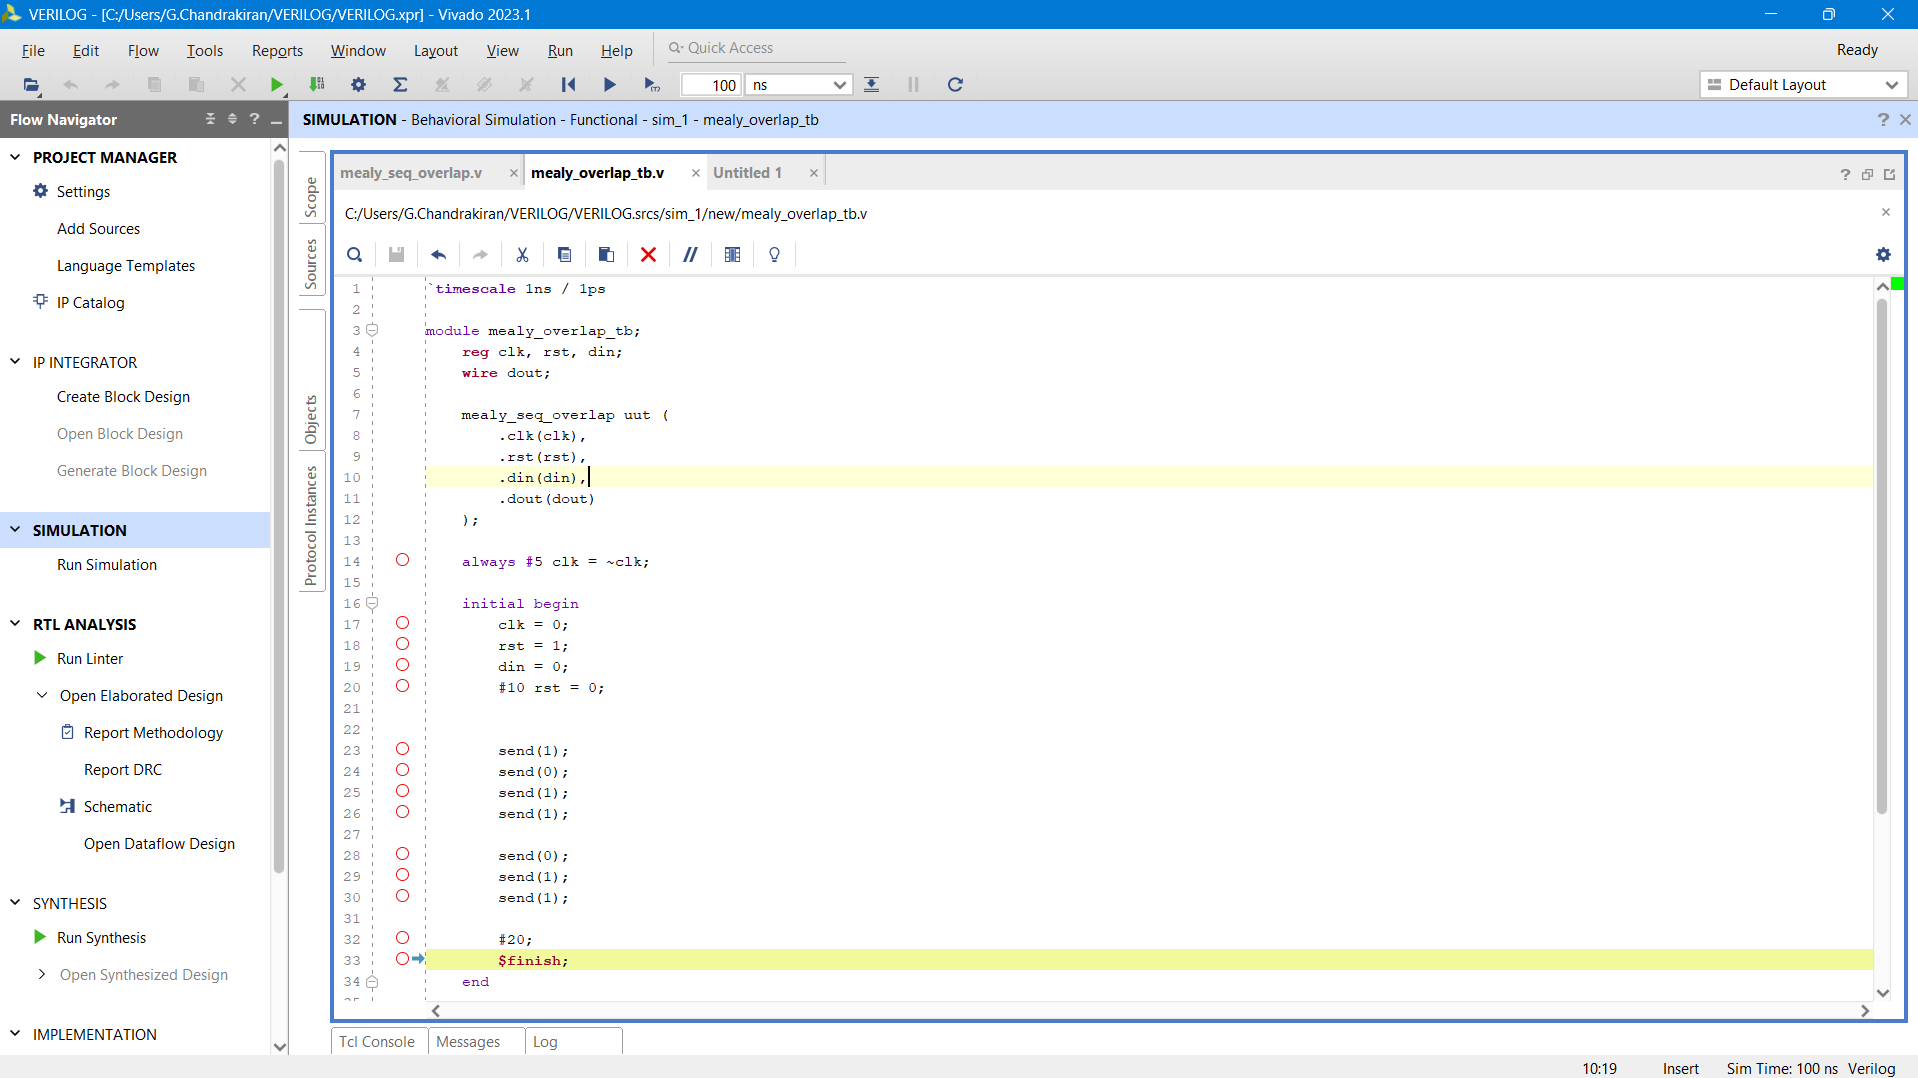 VERILOG - [C:/Users/G.Chandrakiran/VERILOG/VERILOG.xpr] - Vivado 2023.1
File Edit Flow Tools Reports Window Layout View Run Help Quick Access Ready
100 ns Default Layout
Flow Navigator
PROJECT MANAGER
Settings
Add Sources
Language Templates
IP Catalog
IP INTEGRATOR
Create Block Design
Open Block Design
Generate Block Design
SIMULATION
Run Simulation
RTL ANALYSIS
Run Linter
Open Elaborated Design
Report Methodology
Report DRC
Schematic
Open Dataflow Design
SYNTHESIS
Run Synthesis
Open Synthesized Design
IMPLEMENTATION
SIMULATION - Behavioral Simulation - Functional - sim_1 - mealy_overlap_tb
Scope
Sources
Objects
Protocol Instances
mealy_seq_overlap.v mealy_overlap_tb.v Untitled 1
C:/Users/G.Chandrakiran/VERILOG/VERILOG.srcs/sim_1/new/mealy_overlap_tb.v
1 `timescale 1ns / 1ps
2
3 module mealy_overlap_tb;
4 reg clk, rst, din;
5 wire dout;
6
7 mealy_seq_overlap uut (
8 .clk(clk),
9 .rst(rst),
10 .din(din),
11 .dout(dout)
12 );
13
14 always #5 clk = ~clk;
15
16 initial begin
17 clk = 0;
18 rst = 1;
19 din = 0;
20 #10 rst = 0;
21
22
23 send(1);
24 send(0);
25 send(1);
26 send(1);
27
28 send(0);
29 send(1);
30 send(1);
31
32 #20;
33 $finish;
34 end
Tcl Console Messages Log
10:19 Insert Sim Time: 100 ns Verilog